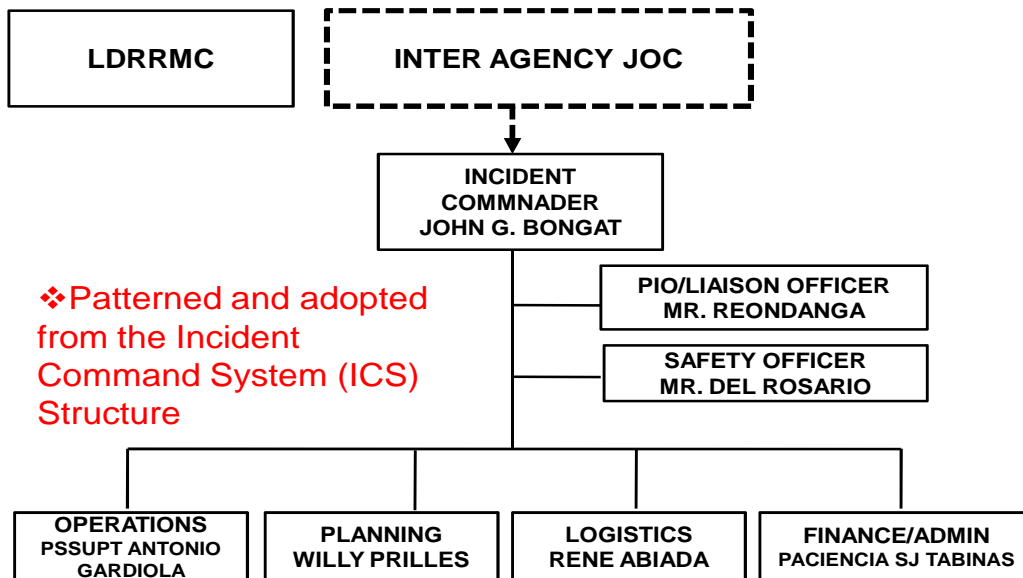 LDRRMC
INTER AGENCY JOC
INCIDENT
COMMNADER
JOHN G. BONGAT
PIO/LIAISON OFFICER
MR. REONDANGA
SAFETY OFFICER
MR. DEL ROSARIO
❖Patterned and adopted
from the Incident
Command System (ICS)
Structure
OPERATIONS
PSSUPT ANTONIO
GARDIOLA
PLANNING
WILLY PRILLES
LOGISTICS
RENE ABIADA
FINANCE/ADMIN
PACIENCIA SJ TABINAS